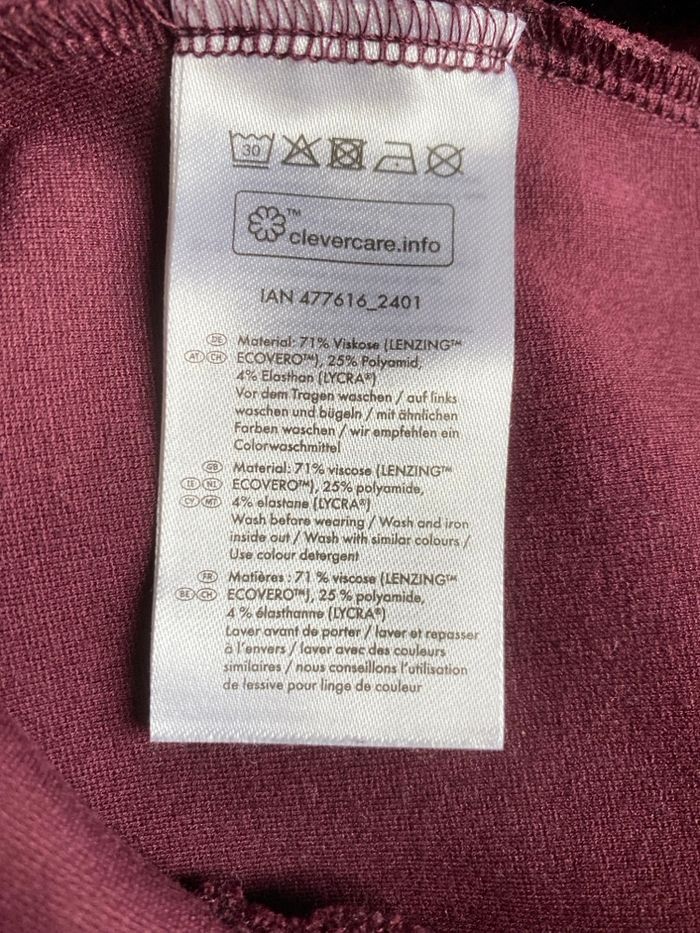 30
™
clevercare.info
IAN 477616_2401
DE Material: 71% Viskose (LENZING™
AT CH ECOVERO™), 25% Polyamid,
4% Elasthan (LYCRA®)
Vor dem Tragen waschen / auf links
waschen und bügeln / mit ähnlichen
Farben waschen / wir empfehlen ein
Colorwaschmittel
GB Material: 71% viscose (LENZING™
IE NI ECOVERO™), 25% polyamide,
CY MT 4% elastane (LYCRA®)
Wash before wearing / Wash and iron
inside out / Wash with similar colours /
Use colour detergent
FR Matières : 71 % viscose (LENZING™
BE CH ECOVERO™), 25 % polyamide,
4 % élasthanne (LYCRA®)
Laver avant de porter / laver et repasser
à l'envers / laver avec des couleurs
similaires / nous conseillons l'utilisation
de lessive pour linge de couleur